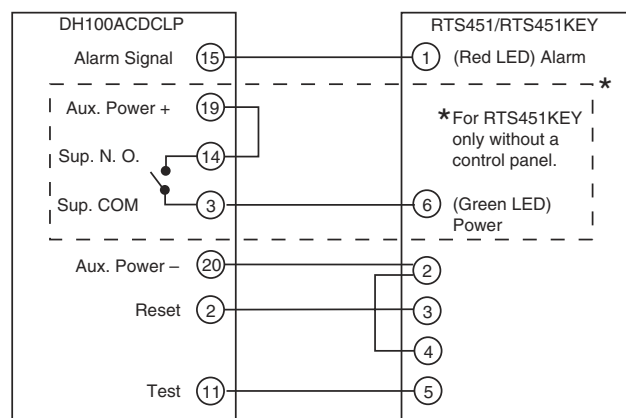 DH100ACDCLP
RTS451/RTS451KEY
Alarm Signal 15
1 (Red LED) Alarm
*
Aux. Power + 19
*For RTS451KEY
only without a
control panel.
Sup. N. O. 14
Sup. COM 3
6 (Green LED)
Power
Aux. Power – 20
2
Reset 2
3
4
Test 11
5